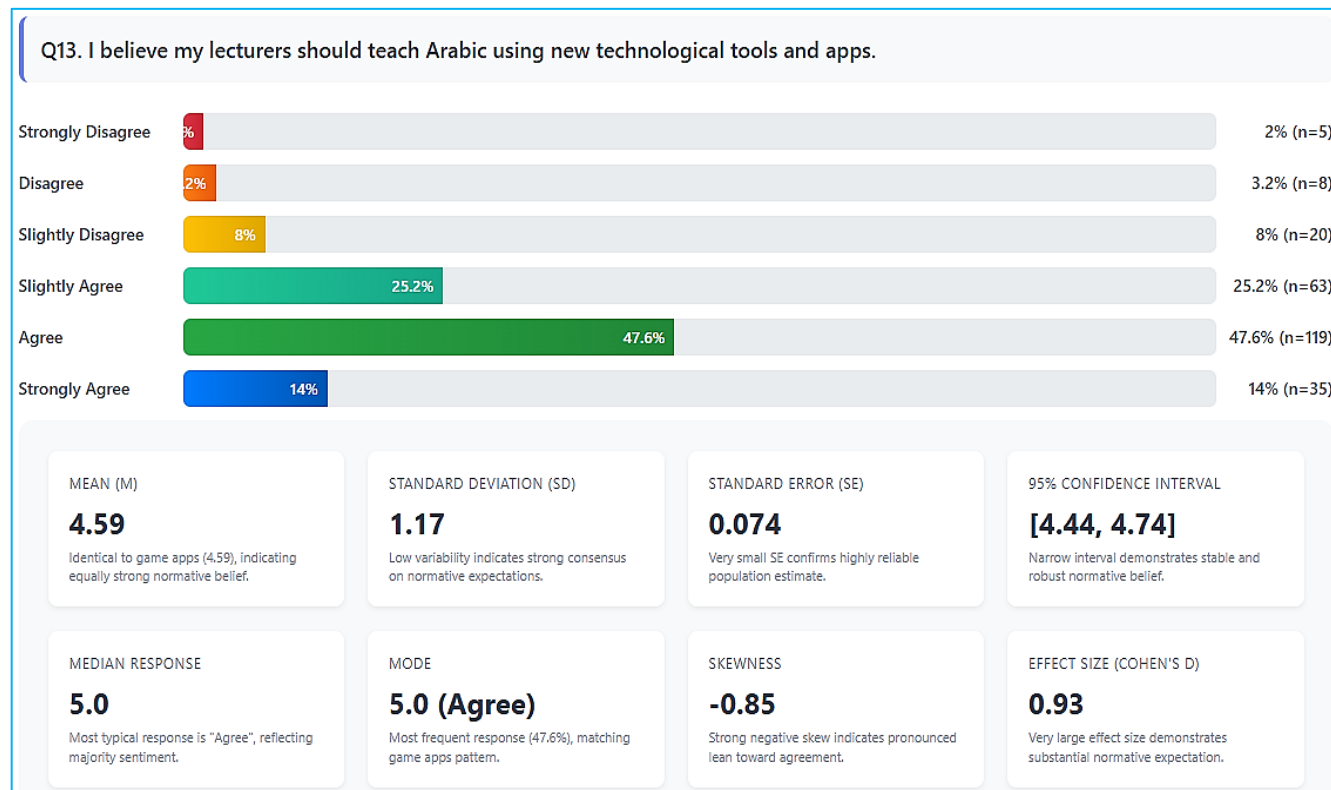 Q13. I believe my lecturers should teach Arabic using new technological tools and apps.
Strongly Disagree % 2% (n=5)
Disagree .2% 3.2% (n=8)
Slightly Disagree 8% 8% (n=20)
Slightly Agree 25.2% 25.2% (n=63)
Agree 47.6% 47.6% (n=119)
Strongly Agree 14% 14% (n=35)
MEAN (M)
4.59
Identical to game apps (4.59), indicating
equally strong normative belief.
STANDARD DEVIATION (SD)
1.17
Low variability indicates strong consensus
on normative expectations.
STANDARD ERROR (SE)
0.074
Very small SE confirms highly reliable
population estimate.
95% CONFIDENCE INTERVAL
[4.44, 4.74]
Narrow interval demonstrates stable and
robust normative belief.
MEDIAN RESPONSE
5.0
Most typical response is "Agree", reflecting
majority sentiment.
MODE
5.0 (Agree)
Most frequent response (47.6%), matching
game apps pattern.
SKEWNESS
-0.85
Strong negative skew indicates pronounced
lean toward agreement.
EFFECT SIZE (COHEN'S D)
0.93
Very large effect size demonstrates
substantial normative expectation.